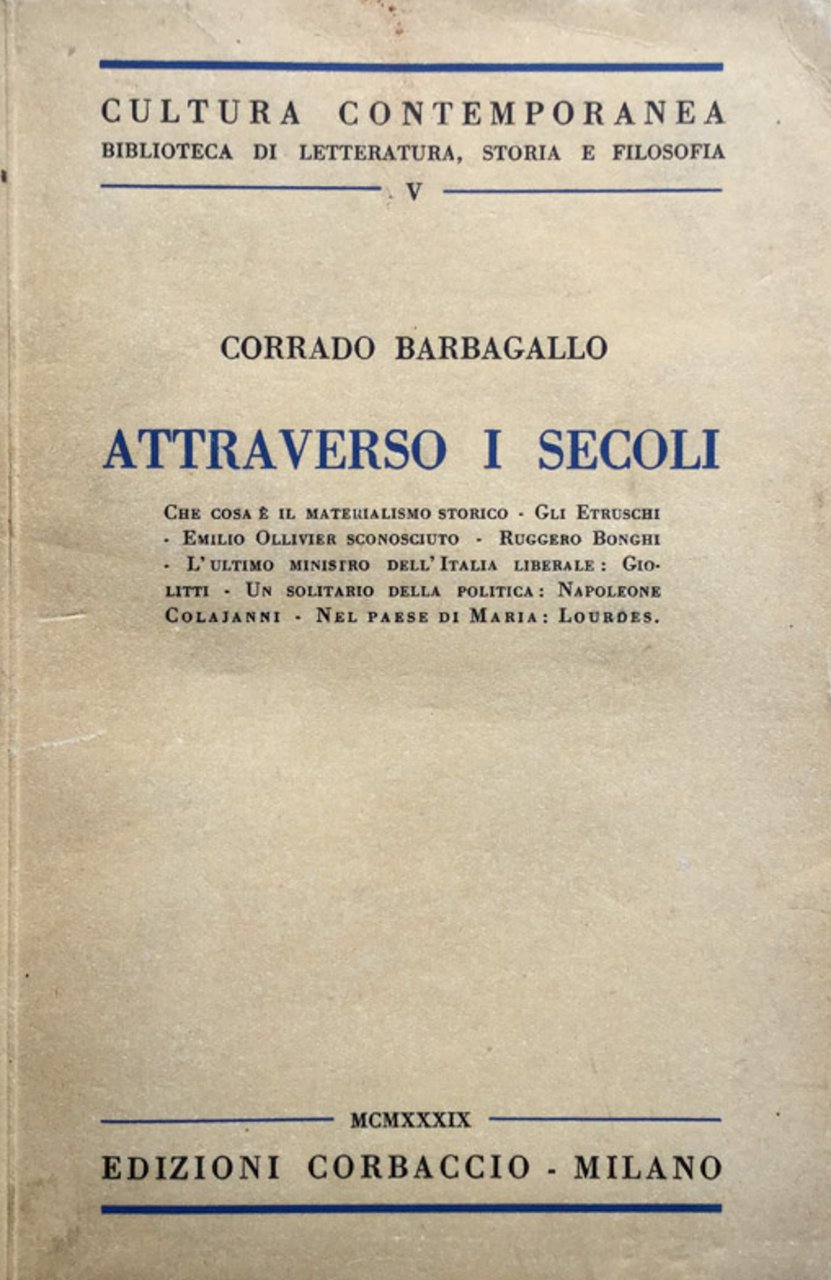 CULTURA CONTEMPORANEA
BIBLIOTECA DI LETTERATURA, STORIA E FILOSOFIA
V
CORRADO BARBAGALLO
ATTRAVERSO I SECOLI
CHE COSA È IL MATERIALISMO STORICO - GLI ETRUSCHI
- EMILIO OLLIVIER SCONOSCIUTO - RUGGERO BONGHI
- L'ULTIMO MINISTRO DELL'ITALIA LIBERALE: GIO-
LITTI - UN SOLITARIO DELLA POLITICA: NAPOLEONE
COLAJANNI - NEL PAESE DI MARIA: LOURDES.
MCMXXXIX
EDIZIONI CORBACCIO - MILANO